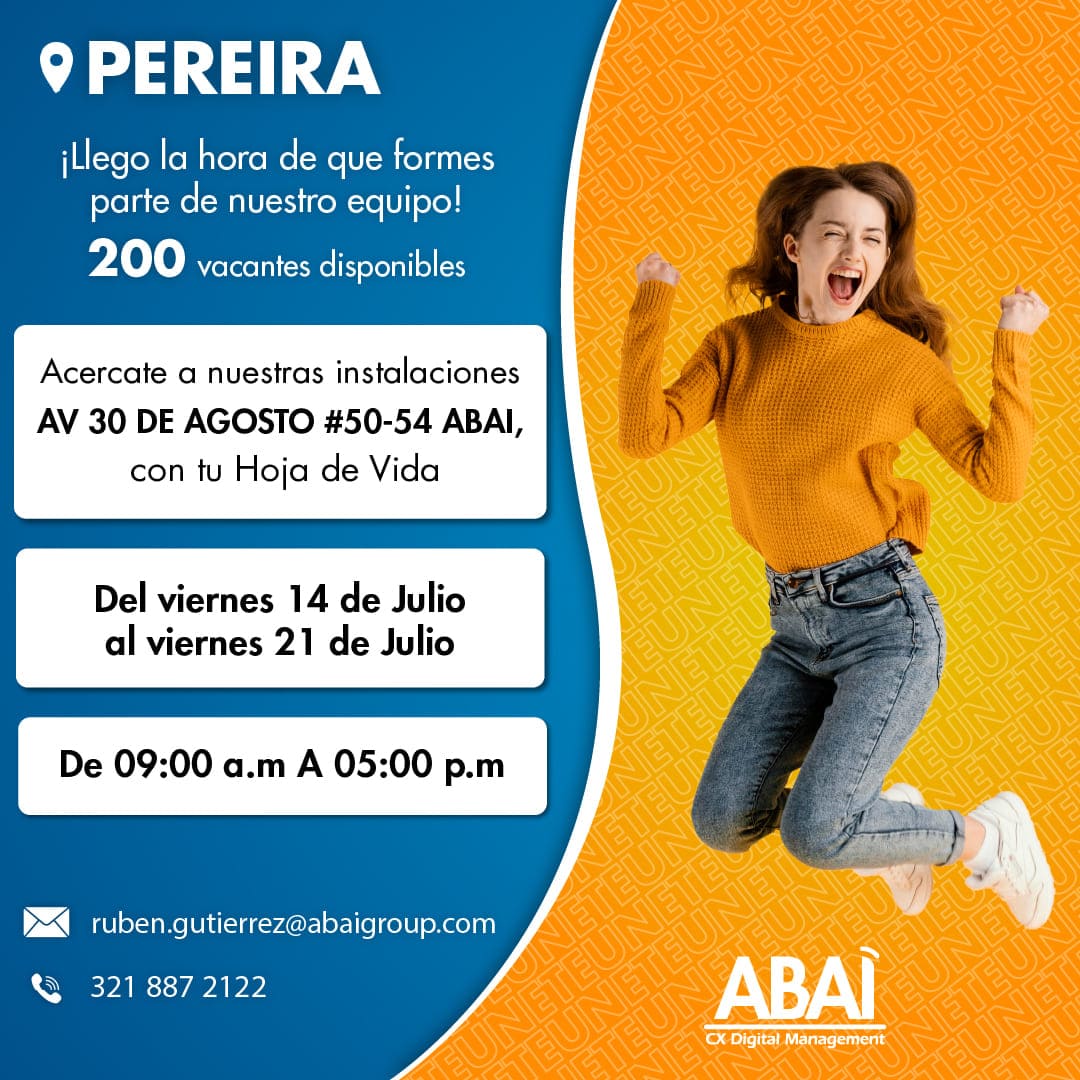 PEREIRA
¡Llego la hora de que formes
parte de nuestro equipo!
200 vacantes disponibles
Acercate a nuestras instalaciones
AV 30 DE AGOSTO #50-54 ABAI,
con tu Hoja de Vida
Del viernes 14 de Julio
al viernes 21 de Julio
De 09:00 a.m A 05:00 p.m
ruben.gutierrez@abaigroup.com
321 887 2122
UNETE
ABAÌ
CX Digital Management